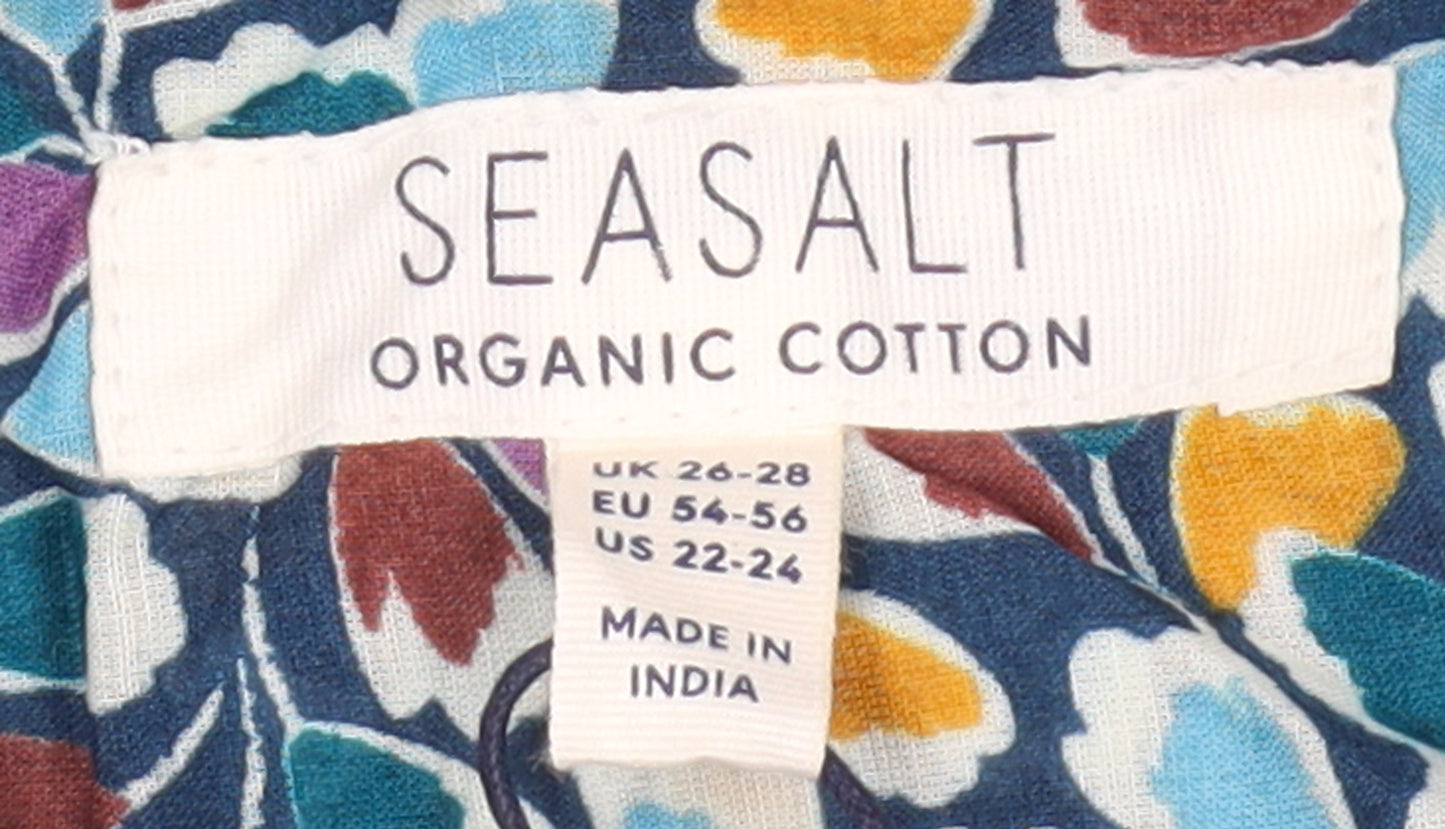 SEASALT
ORGANIC COTTON
UK 26-28
EU 54-56
US 22-24
MADE IN
INDIA